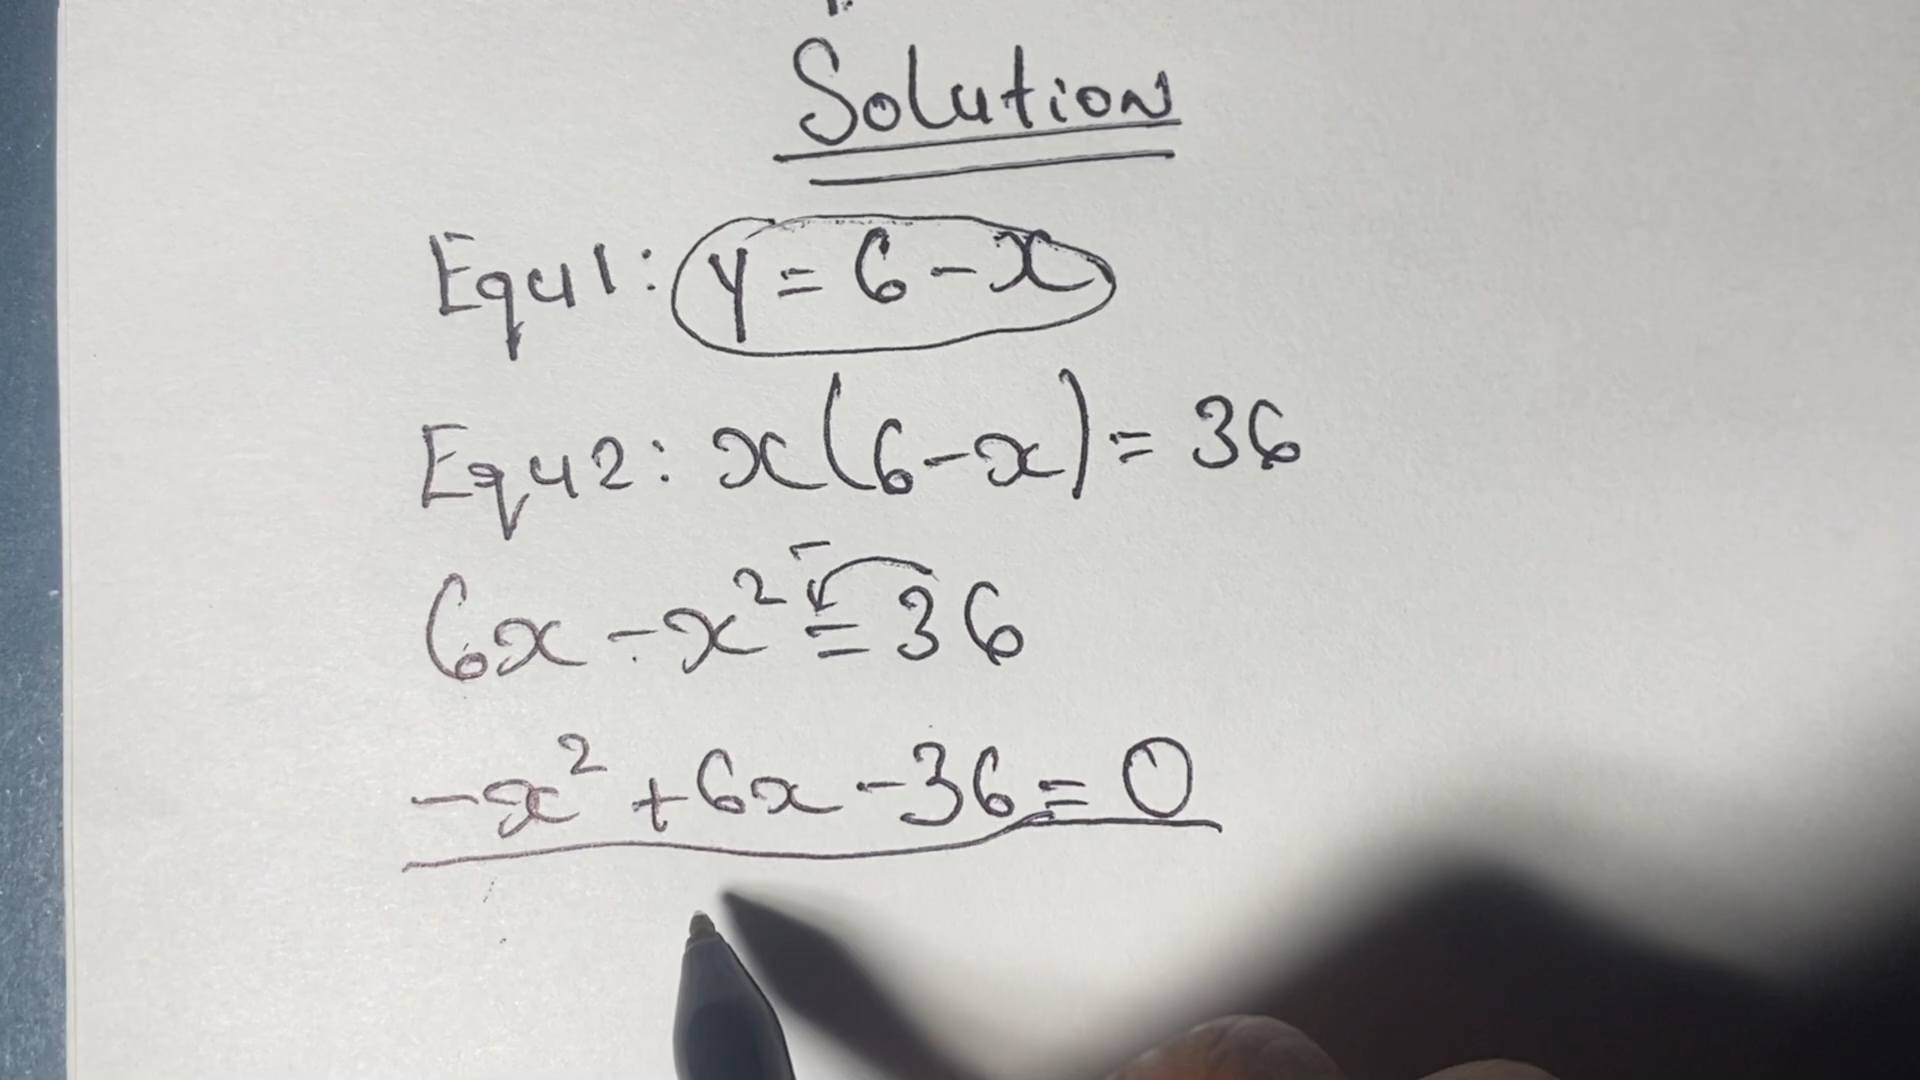 Solution
Equ1: y = 6 - x
Equ2: x(6-x) = 36
6x - x² = 36
-
-x² + 6x - 36 = 0